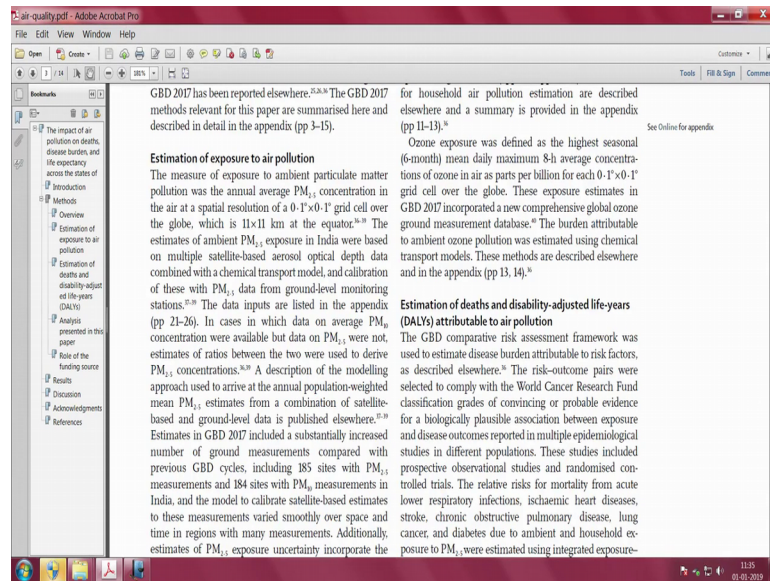 air-quality.pdf - Adobe Acrobat Pro
File Edit View Window Help
Open Create Customize
3 / 14 181% Tools Fill & Sign Comment
Bookmarks
The impact of air
pollution on deaths,
disease burden, and
life expectancy
across the states of
Introduction
Methods
Overview
Estimation of
exposure to air
pollution
Estimation of
deaths and
disability-adjust
ed life-years
(DALYs)
Analysis
presented in this
paper
Role of the
funding source
Results
Discussion
Acknowledgments
References
GBD 2017 has been reported elsewhere.25,26,36 The GBD 2017
methods relevant for this paper are summarised here and
described in detail in the appendix (pp 3–15).
Estimation of exposure to air pollution
The measure of exposure to ambient particulate matter
pollution was the annual average PM2·5 concentration in
the air at a spatial resolution of a 0·1°×0·1° grid cell over
the globe, which is 11×11 km at the equator.36–39 The
estimates of ambient PM2·5 exposure in India were based
on multiple satellite-based aerosol optical depth data
combined with a chemical transport model, and calibration
of these with PM2·5 data from ground-level monitoring
stations.37–39 The data inputs are listed in the appendix
(pp 21–26). In cases in which data on average PM10
concentration were available but data on PM2·5 were not,
estimates of ratios between the two were used to derive
PM2·5 concentrations.36,39 A description of the modelling
approach used to arrive at the annual population-weighted
mean PM2·5 estimates from a combination of satellite-
based and ground-level data is published elsewhere.37–39
Estimates in GBD 2017 included a substantially increased
number of ground measurements compared with
previous GBD cycles, including 185 sites with PM2·5
measurements and 184 sites with PM10 measurements in
India, and the model to calibrate satellite-based estimates
to these measurements varied smoothly over space and
time in regions with many measurements. Additionally,
estimates of PM2·5 exposure uncertainty incorporate the
for household air pollution estimation are described
elsewhere and a summary is provided in the appendix
(pp 11–13).36
Ozone exposure was defined as the highest seasonal
(6-month) mean daily maximum 8-h average concentra-
tions of ozone in air as parts per billion for each 0·1°×0·1°
grid cell over the globe. These exposure estimates in
GBD 2017 incorporated a new comprehensive global ozone
ground measurement database.40 The burden attributable
to ambient ozone pollution was estimated using chemical
transport models. These methods are described elsewhere
and in the appendix (pp 13, 14).36
Estimation of deaths and disability-adjusted life-years
(DALYs) attributable to air pollution
The GBD comparative risk assessment framework was
used to estimate disease burden attributable to risk factors,
as described elsewhere.36 The risk–outcome pairs were
selected to comply with the World Cancer Research Fund
classification grades of convincing or probable evidence
for a biologically plausible association between exposure
and disease outcomes reported in multiple epidemiological
studies in different populations. These studies included
prospective observational studies and randomised con-
trolled trials. The relative risks for mortality from acute
lower respiratory infections, ischaemic heart diseases,
stroke, chronic obstructive pulmonary disease, lung
cancer, and diabetes due to ambient and household ex-
posure to PM2·5 were estimated using integrated exposure–
See Online for appendix
11:35
01-01-2019